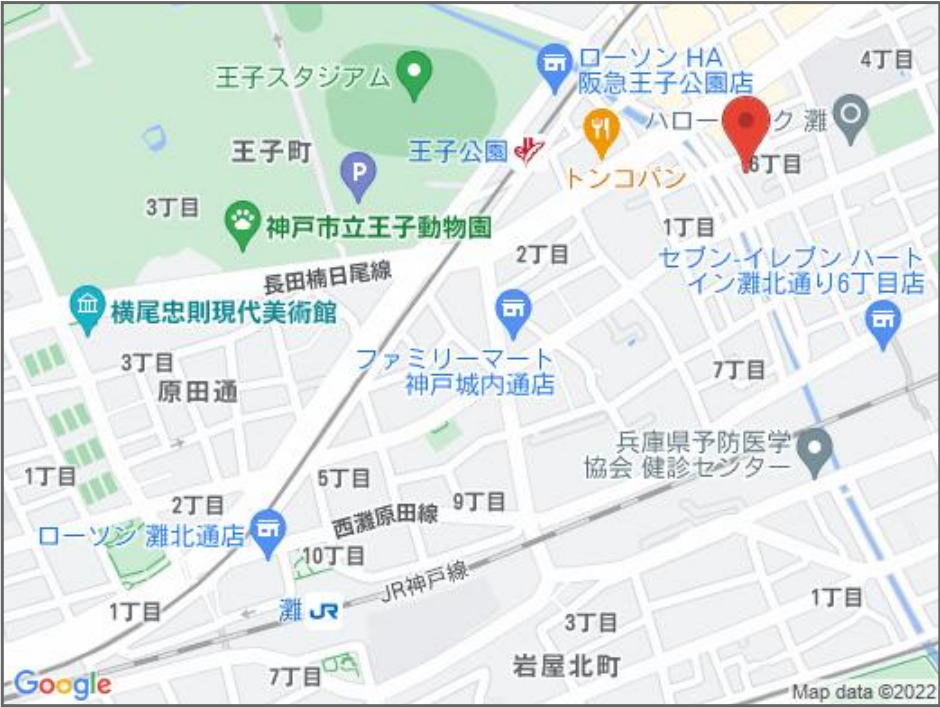 4丁目
ローソン HA
阪急王子公園店
王子スタジアム
ハロー
ク 灘
王子町
王子公園
P
トンコパン
6丁目
3丁目
神戸市立王子動物園
1丁目
2丁目
セブン-イレブン ハート
イン灘北通り6丁目店
長田楠日尾線
横尾忠則現代美術館
3丁目
原田通
ファミリーマート
神戸城内通店
7丁目
兵庫県予防医学
協会 健診センター
1丁目
5丁目
2丁目
9丁目
西灘原田線
ローソン 灘北通店
10丁目
JR神戸線
1丁目
灘 JR
1丁目
3丁目
岩屋北町
7丁目
Google
Map data ©2022